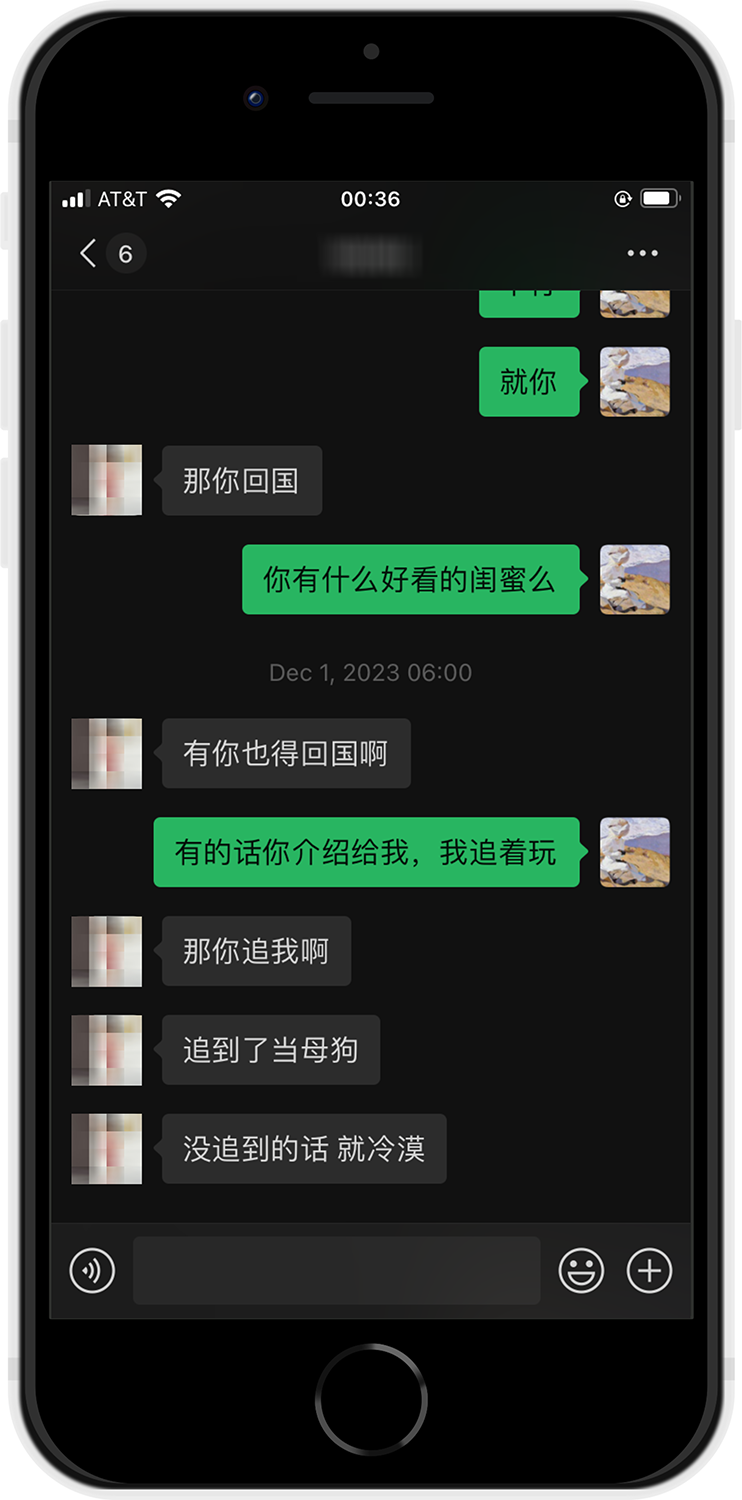 AT&T
00:36
6
就你
那你回国
你有什么好看的闺蜜么
Dec 1, 2023 06:00
有你也得回国啊
有的话你介绍给我，我追着玩
那你追我啊
追到了当母狗
没追到的话 就冷漠